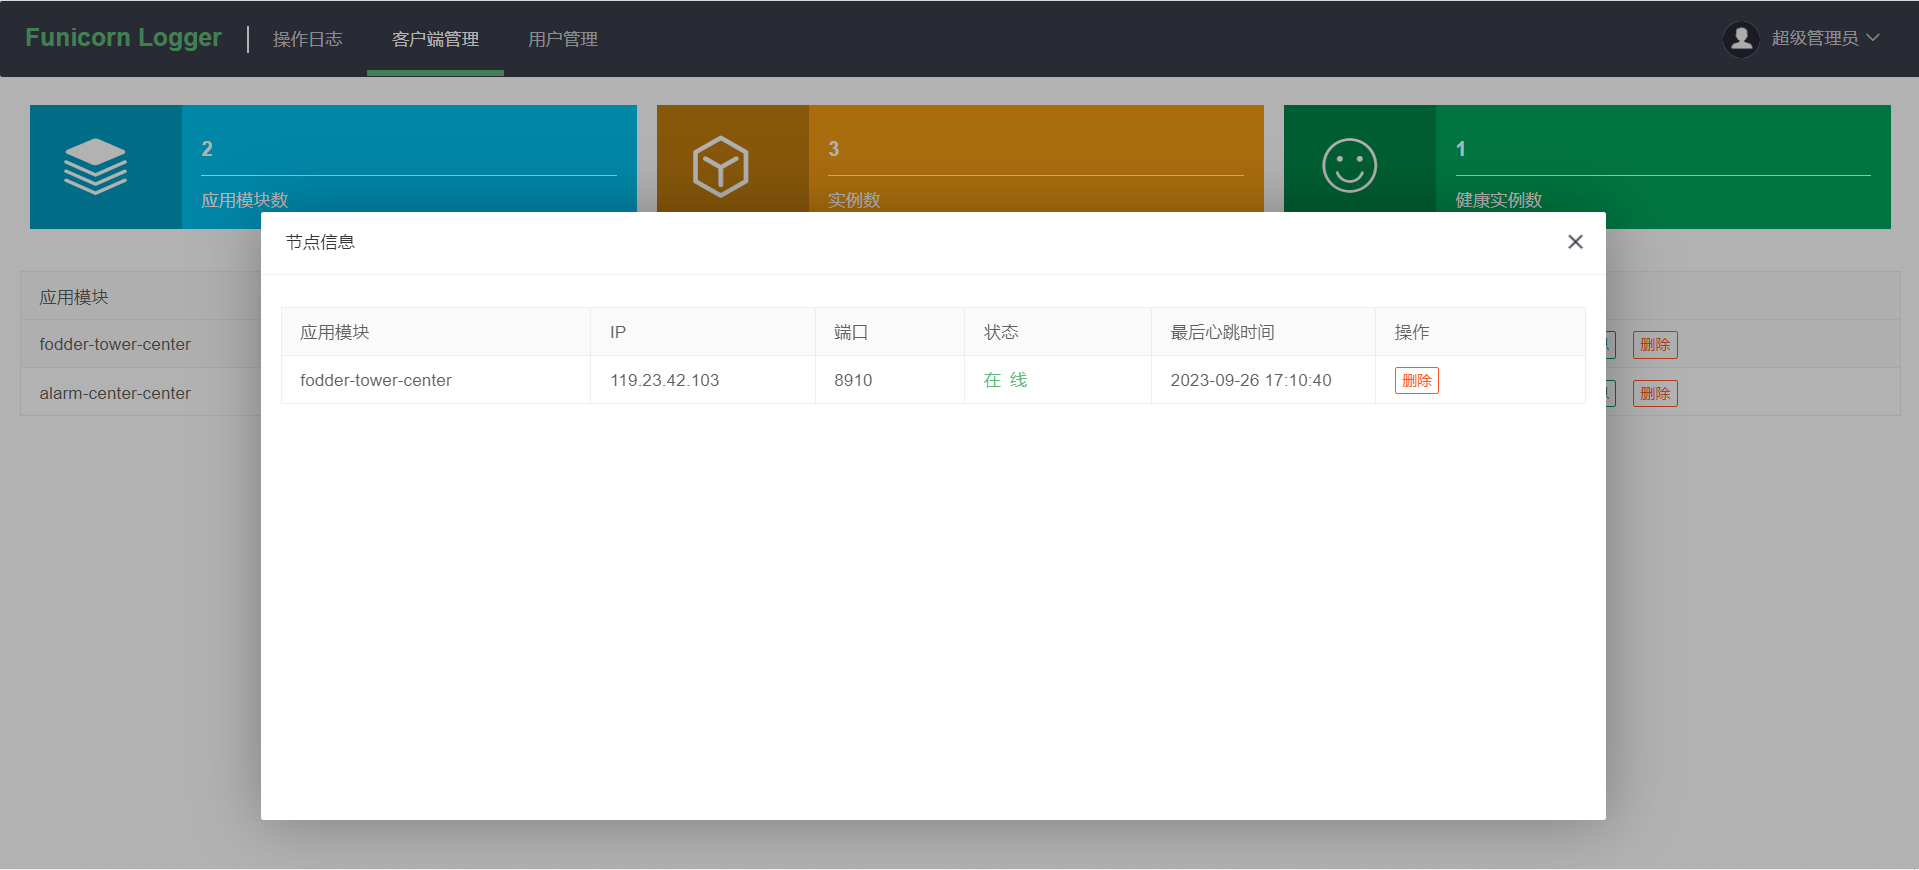 Funicorn Logger 操作日志 客户端管理 用户管理 超级管理员
2 3 1
应用模块数 实例数 健康实例数
节点信息
应用模块
应用模块 IP 端口 状态 最后心跳时间 操作
fodder-tower-center 删除
fodder-tower-center 119.23.42.103 8910 在 线 2023-09-26 17:10:40 删除
alarm-center-center 删除